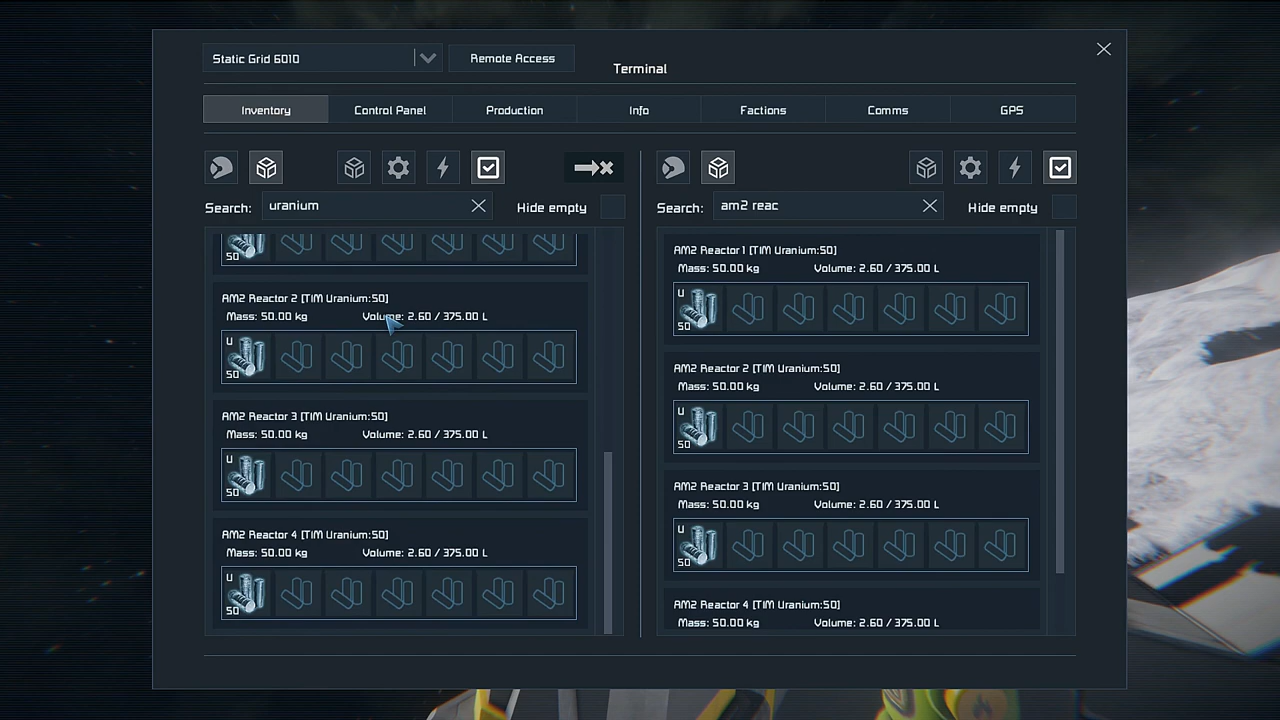 Static Grid 6010
Remote Access
Terminal
Inventory
Control Panel
Production
Info
Factions
Comms
GPS
Search: uranium
Hide empty
50
AM2 Reactor 2 [TIM Uranium:50]
Mass: 50.00 kg Volume: 2.60 / 375.00 L
U
50
AM2 Reactor 3 [TIM Uranium:50]
Mass: 50.00 kg Volume: 2.60 / 375.00 L
U
50
AM2 Reactor 4 [TIM Uranium:50]
Mass: 50.00 kg Volume: 2.60 / 375.00 L
U
50
Search: am2 reac
Hide empty
AM2 Reactor 1 [TIM Uranium:50]
Mass: 50.00 kg Volume: 2.60 / 375.00 L
U
50
AM2 Reactor 2 [TIM Uranium:50]
Mass: 50.00 kg Volume: 2.60 / 375.00 L
U
50
AM2 Reactor 3 [TIM Uranium:50]
Mass: 50.00 kg Volume: 2.60 / 375.00 L
U
50
AM2 Reactor 4 [TIM Uranium:50]
Mass: 50.00 kg Volume: 2.60 / 375.00 L